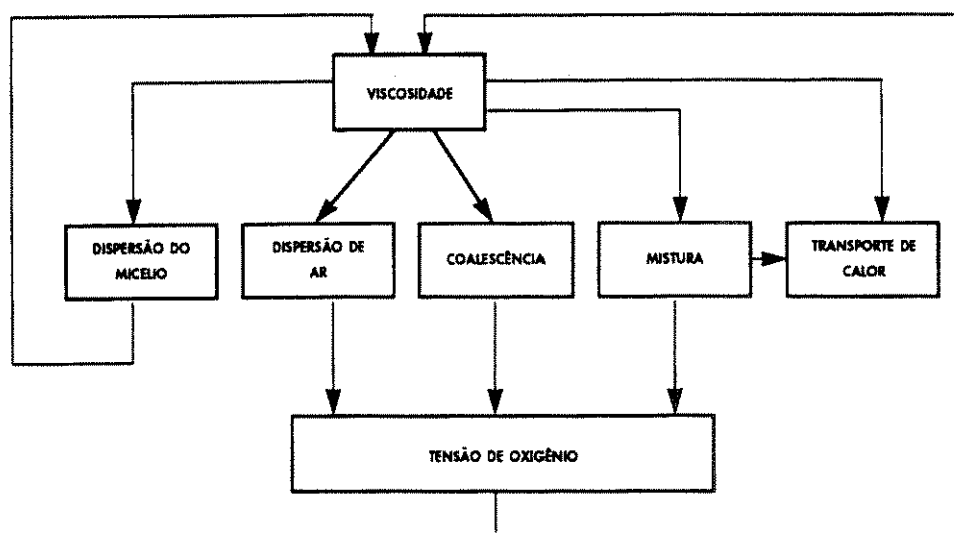 VISCOSIDADE
DISPERSÃO DO
MICELIO
DISPERSÃO DE
AR
COALESCÊNCIA
MISTURA
TRANSPORTE DE
CALOR
TENSÃO DE OXIGÊNIO